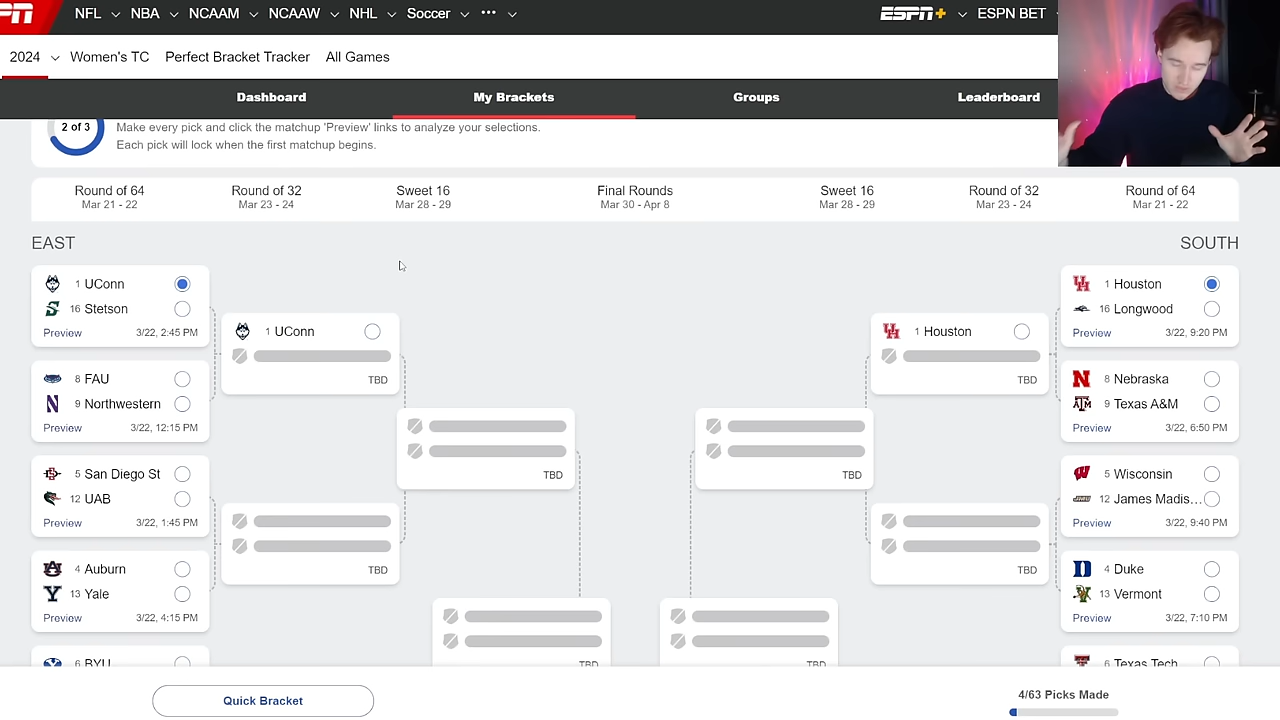 NFL NBA NCAAM NCAAW NHL Soccer ••• ESPN+ ESPN BET
2024 Women's TC Perfect Bracket Tracker All Games
Dashboard My Brackets Groups Leaderboard
2 of 3
Make every pick and click the matchup 'Preview' links to analyze your selections.
Each pick will lock when the first matchup begins.
Round of 64 Round of 32 Sweet 16 Final Rounds Sweet 16 Round of 32 Round of 64
Mar 21 - 22 Mar 23 - 24 Mar 28 - 29 Mar 30 - Apr 8 Mar 28 - 29 Mar 23 - 24 Mar 21 - 22
EAST SOUTH
1 UConn
16 Stetson
Preview 3/22, 2:45 PM
8 FAU
9 Northwestern
Preview 3/22, 12:15 PM
5 San Diego St
12 UAB
Preview 3/22, 1:45 PM
4 Auburn
13 Yale
Preview 3/22, 4:15 PM
6 BYU
1 UConn
TBD
TBD
TBD
TBD
1 Houston
TBD
TBD
TBD
TBD
1 Houston
16 Longwood
Preview 3/22, 9:20 PM
8 Nebraska
9 Texas A&M
Preview 3/22, 6:50 PM
5 Wisconsin
12 James Madis...
Preview 3/22, 9:40 PM
4 Duke
13 Vermont
Preview 3/22, 7:10 PM
6 Texas Tech
Quick Bracket
4/63 Picks Made